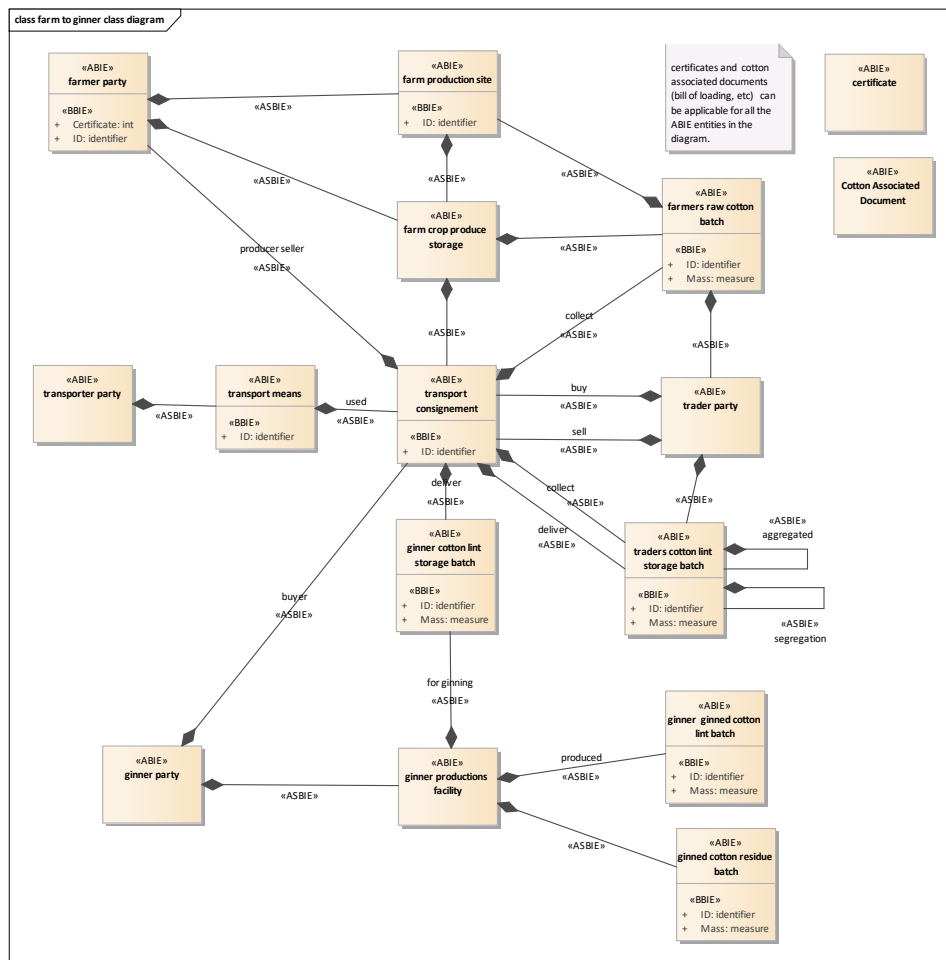 class farm to ginner class diagram
«ABIE»
farmer party
«BBIE»
+ Certificate: int
+ ID: identifier
«ABIE»
farm production site
«BBIE»
+ ID: identifier
certificates and cotton
associated documents
(bill of loading, etc) can
be applicable for all the
ABIE entities in the
diagram.
«ABIE»
certificate
«ABIE»
Cotton Associated
Document
«ASBIE»
«ASBIE»
«ASBIE»
«ASBIE»
«ABIE»
farm crop produce
storage
«ABIE»
farmers raw cotton
batch
«BBIE»
+ ID: identifier
+ Mass: measure
«ASBIE»
producer seller
«ASBIE»
collect
«ASBIE»
«ASBIE»
«ASBIE»
«ABIE»
transporter party
«ASBIE»
«ABIE»
transport means
«BBIE»
+ ID: identifier
used
«ASBIE»
«ABIE»
transport
consignement
«BBIE»
+ ID: identifier
buy
«ASBIE»
sell
«ASBIE»
«ABIE»
trader party
deliver
«ASBIE»
collect
«ASBIE»
deliver
«ASBIE»
«ASBIE»
«ABIE»
ginner cotton lint
storage batch
«BBIE»
+ ID: identifier
+ Mass: measure
«ABIE»
traders cotton lint
storage batch
«BBIE»
+ ID: identifier
+ Mass: measure
«ASBIE»
aggregated
«ASBIE»
segregation
buyer
«ASBIE»
for ginning
«ASBIE»
«ABIE»
ginner party
«ASBIE»
«ABIE»
ginner productions
facility
produced
«ASBIE»
«ASBIE»
«ABIE»
ginner ginned cotton
lint batch
«BBIE»
+ ID: identifier
+ Mass: measure
«ABIE»
ginned cotton residue
batch
«BBIE»
+ ID: identifier
+ Mass: measure